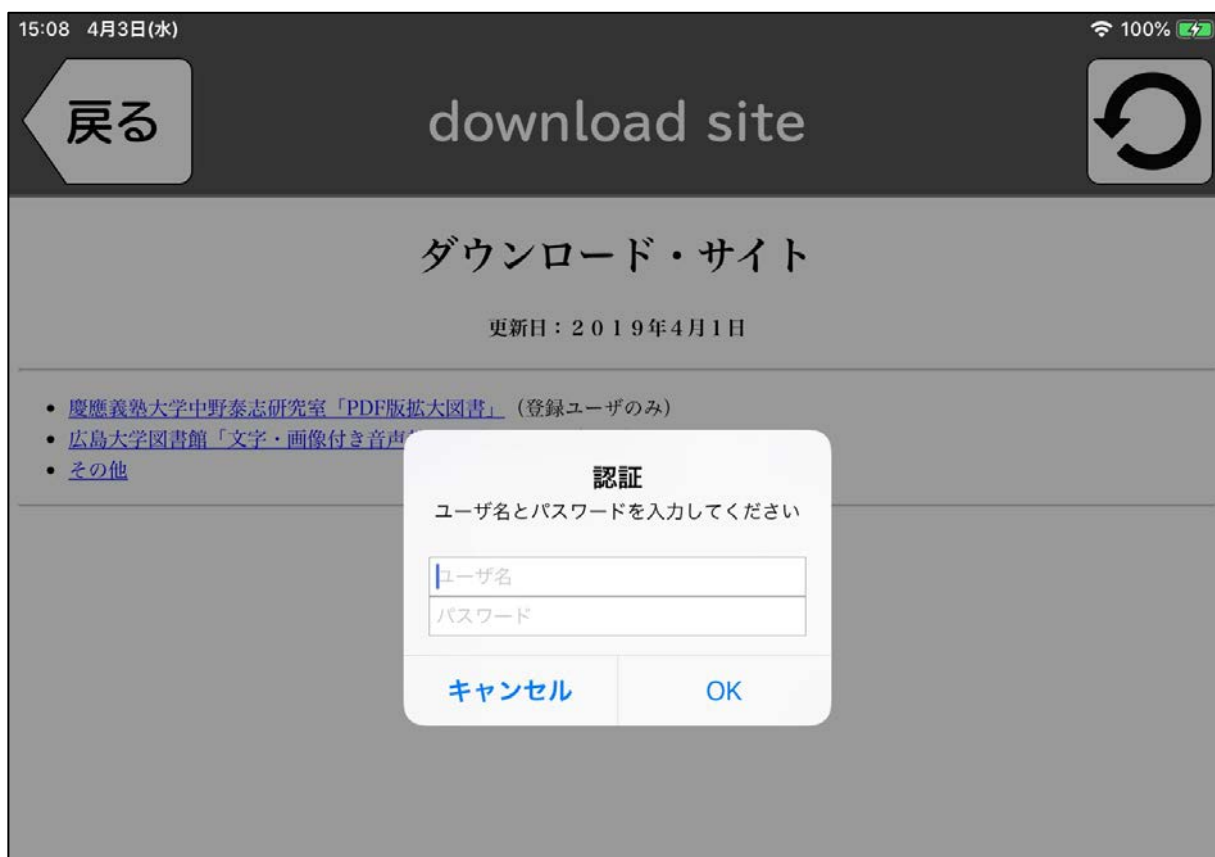 15:08 4月3日(水)
100%
戻る
download site
ダウンロード・サイト
更新日：２０１９年４月１日
• 慶應義塾大学中野泰志研究室「PDF版拡大図書」（登録ユーザのみ）
• 広島大学図書館「文字・画像付き音声
• その他
認証
ユーザ名とパスワードを入力してください
ユーザ名
パスワード
キャンセル
OK